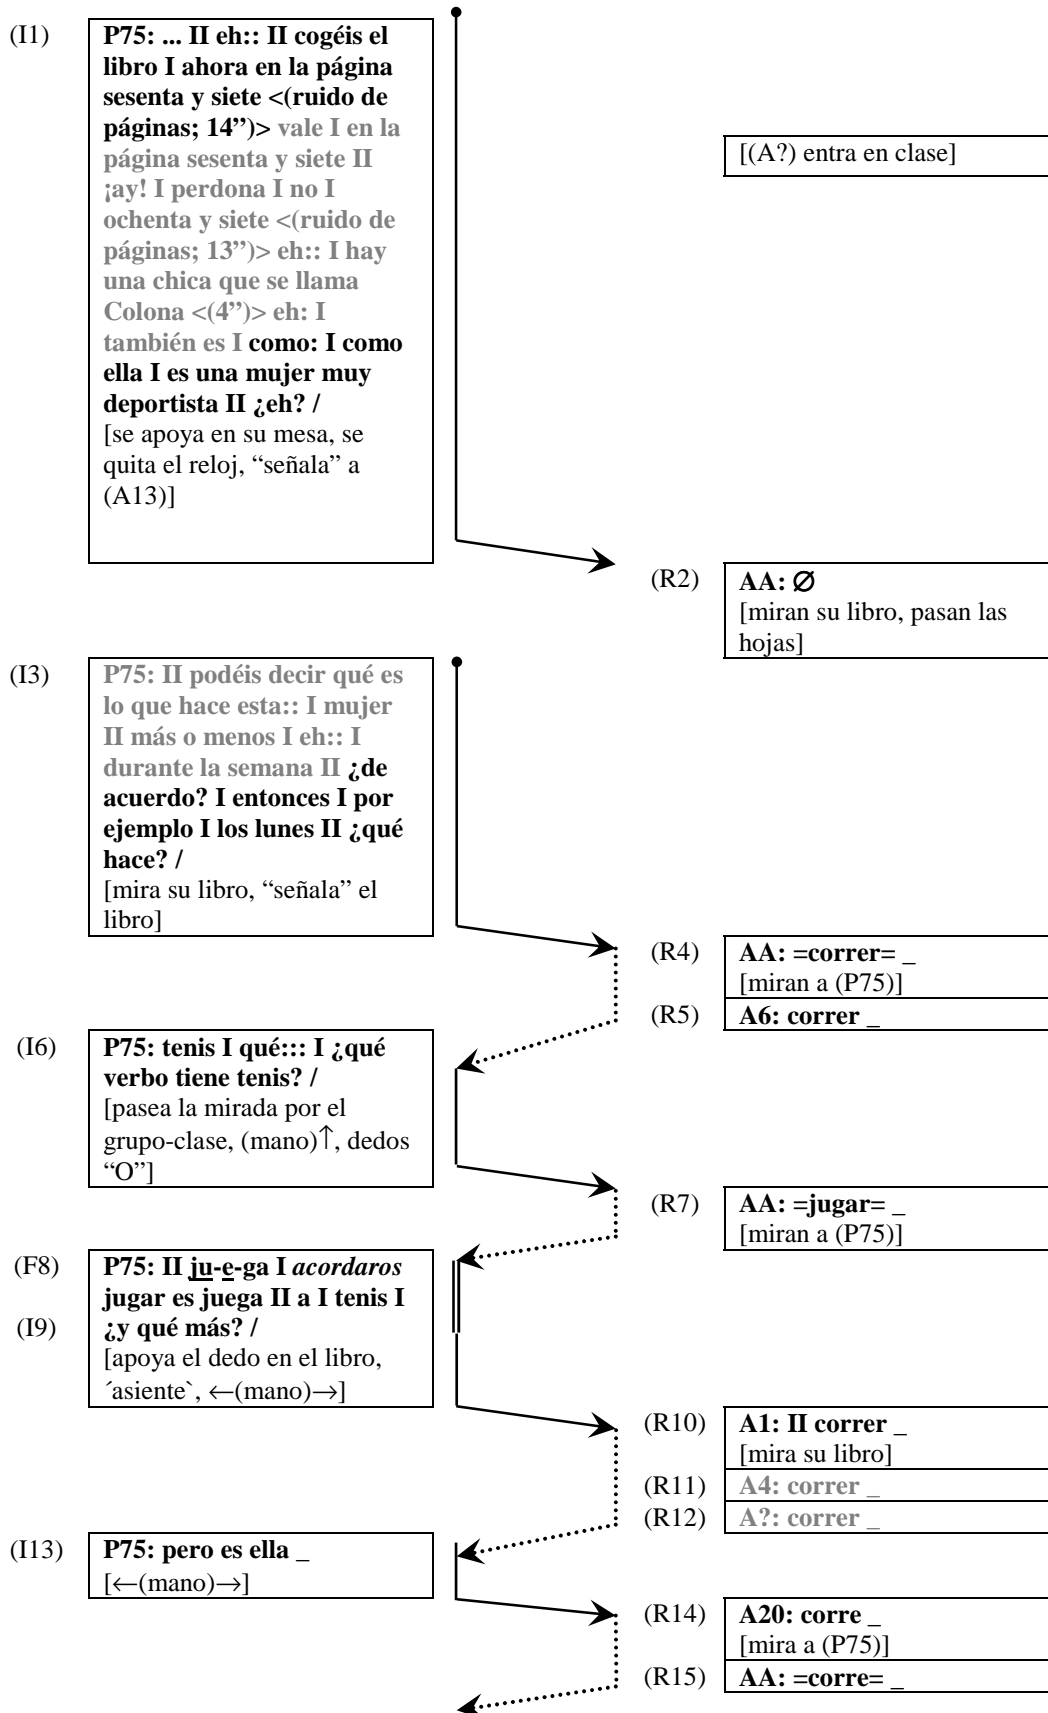 (I1)
P75: ... II eh:: II cogéis el
libro I ahora en la página
sesenta y siete <(ruido de
páginas; 14”)> vale I en la
página sesenta y siete II
¡ay! I perdona I no I
ochenta y siete <(ruido de
páginas; 13”)> eh:: I hay
una chica que se llama
Colona <(4”)> eh: I
también es I como: I como
ella I es una mujer muy
deportista II ¿eh? /
[se apoya en su mesa, se
quita el reloj, “señala” a
(A13)]
[(A?) entra en clase]
(R2)
AA: Ø
[miran su libro, pasan las
hojas]
(I3)
P75: II podéis decir qué es
lo que hace esta:: I mujer
II más o menos I eh:: I
durante la semana II ¿de
acuerdo? I entonces I por
ejemplo I los lunes II ¿qué
hace? /
[mira su libro, “señala” el
libro]
(R4)
AA: =correr= _
[miran a (P75)]
(R5)
A6: correr _
(I6)
P75: tenis I qué::: I ¿qué
verbo tiene tenis? /
[pasea la mirada por el
grupo-clase, (mano)↑, dedos
“O”]
(R7)
AA: =jugar= _
[miran a (P75)]
(F8)
P75: II ju-e-ga I acordaros
jugar es juega II a I tenis I
(I9)
¿y qué más? /
[apoya el dedo en el libro,
´asiente`, ←(mano)→]
(R10)
A1: II correr _
[mira su libro]
(R11)
A4: correr _
(R12)
A?: correr _
(I13)
P75: pero es ella _
[←(mano)→]
(R14)
A20: corre _
[mira a (P75)]
(R15)
AA: =corre= _